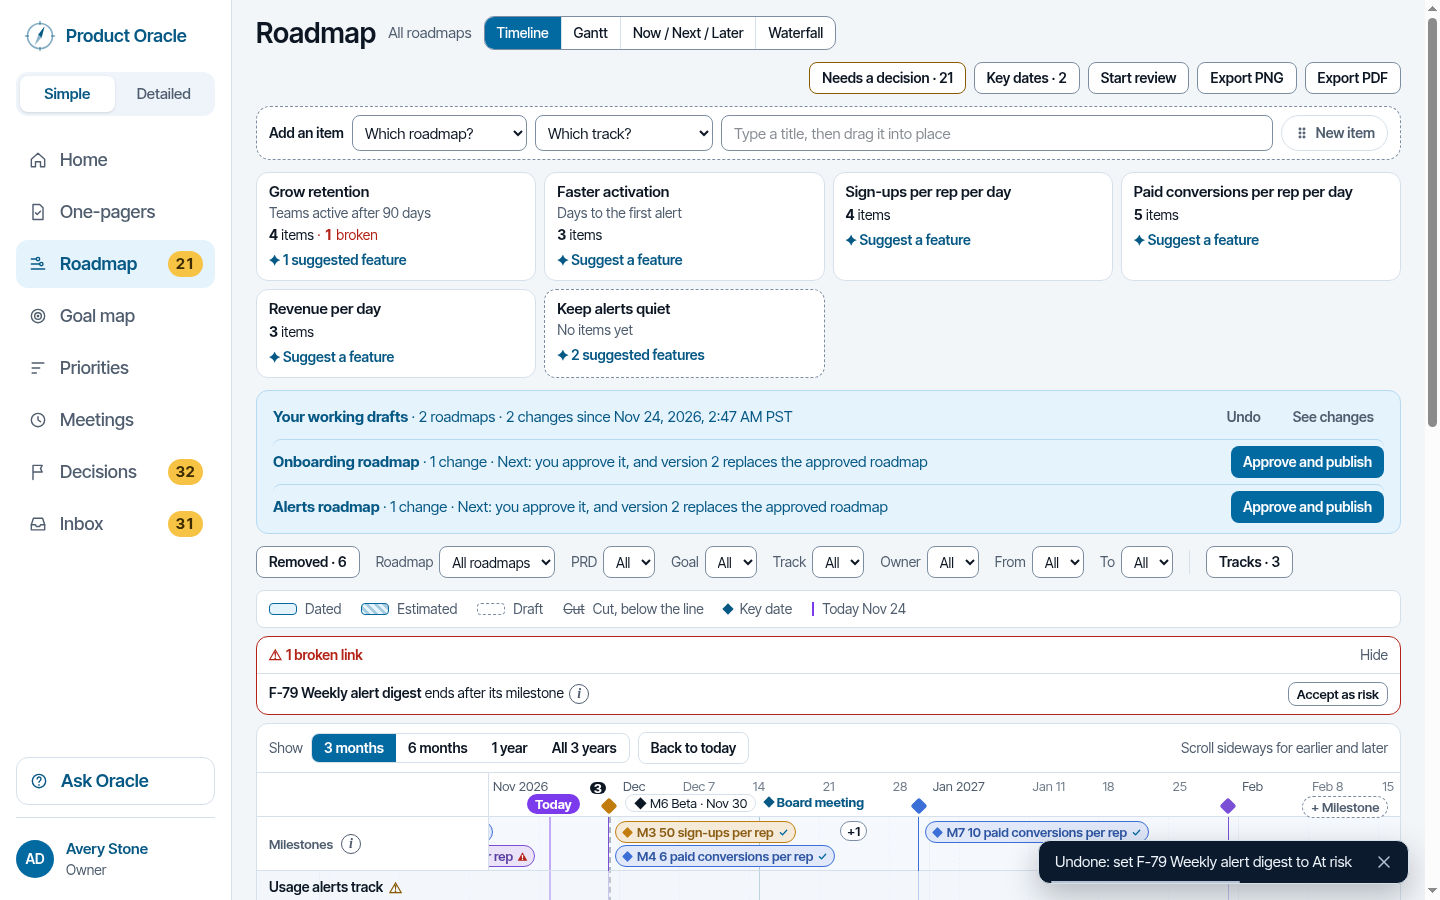 Product Oracle
Simple
Detailed
Home
One-pagers
Roadmap 21
Goal map
Priorities
Meetings
Decisions 32
Inbox 31
Ask Oracle
AD
Avery Stone
Owner
Roadmap All roadmaps Timeline Gantt Now / Next / Later Waterfall
Needs a decision · 21 Key dates · 2 Start review Export PNG Export PDF
Add an item Which roadmap? Which track? Type a title, then drag it into place New item
Grow retention
Teams active after 90 days
4 items · 1 broken
1 suggested feature
Faster activation
Days to the first alert
3 items
Suggest a feature
Sign-ups per rep per day
4 items
Suggest a feature
Paid conversions per rep per day
5 items
Suggest a feature
Revenue per day
3 items
Suggest a feature
Keep alerts quiet
No items yet
2 suggested features
Your working drafts · 2 roadmaps · 2 changes since Nov 24, 2026, 2:47 AM PST Undo See changes
Onboarding roadmap · 1 change · Next: you approve it, and version 2 replaces the approved roadmap Approve and publish
Alerts roadmap · 1 change · Next: you approve it, and version 2 replaces the approved roadmap Approve and publish
Removed · 6 Roadmap All roadmaps PRD All Goal All Track All Owner All From All To All Tracks · 3
Dated Estimated Draft Cut Cut, below the line Key date Today Nov 24
1 broken link Hide
F-79 Weekly alert digest ends after its milestone i Accept as risk
Show 3 months 6 months 1 year All 3 years Back to today Scroll sideways for earlier and later
Nov 2026 3 Dec Dec 7 14 21 28 Jan 2027 Jan 11 18 25 Feb Feb 8 15
Today M6 Beta · Nov 30 Board meeting + Milestone
Milestones i
M3 50 sign-ups per rep +1 M7 10 paid conversions per rep
rep M4 6 paid conversions per rep
Usage alerts track
Undone: set F-79 Weekly alert digest to At risk